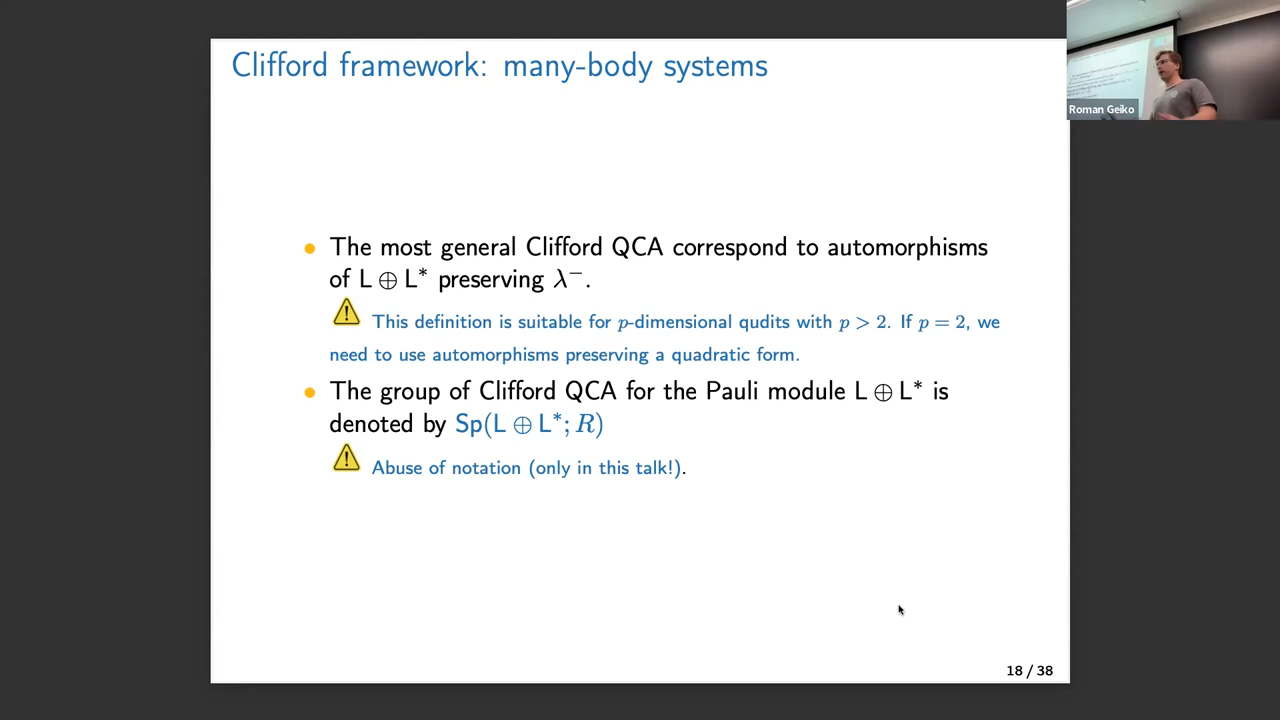 Clifford framework: many-body systems
Roman Geiko
• The most general Clifford QCA correspond to automorphisms
of L ⊕ L* preserving λ⁻.
This definition is suitable for p-dimensional qudits with p > 2. If p = 2, we
need to use automorphisms preserving a quadratic form.
• The group of Clifford QCA for the Pauli module L ⊕ L* is
denoted by Sp(L ⊕ L*; R)
Abuse of notation (only in this talk!).
18 / 38